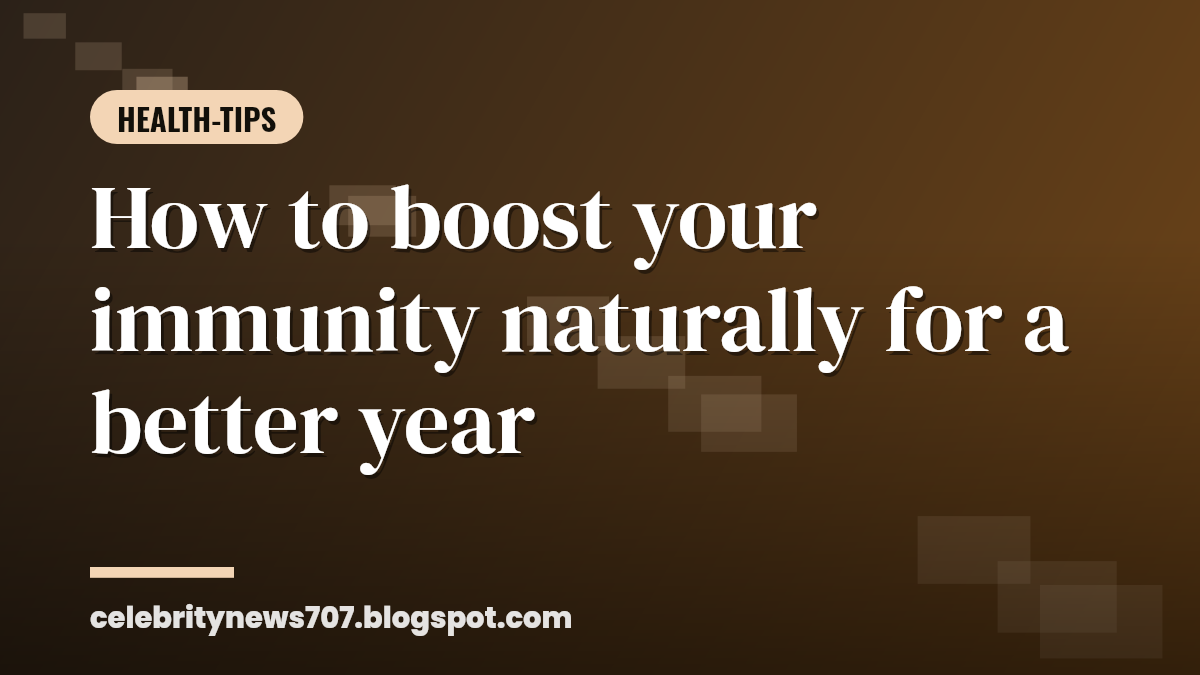 HEALTH-TIPS
How to boost your
immunity naturally for a
better year
celebritynews707.blogspot.com